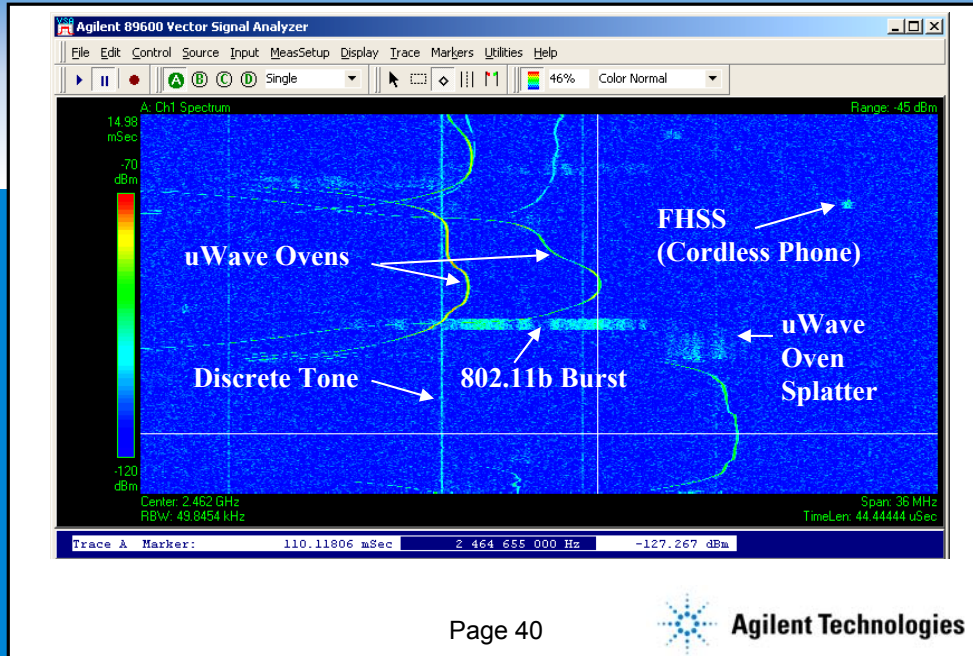 Agilent 89600 Vector Signal Analyzer
File Edit Control Source Input MeasSetup Display Trace Markers Utilities Help
A B C D Single 46% Color Normal
A: Ch1 Spectrum Range: -45 dBm
14.98
mSec
-70
dBm
FHSS
(Cordless Phone)
uWave Ovens
uWave
Oven
Splatter
Discrete Tone
802.11b Burst
-120
dBm
Center: 2.462 GHz Span: 36 MHz
RBW: 49.8454 kHz TimeLen: 44.44444 uSec
Trace A Marker: 110.11806 mSec 2 464 655 000 Hz -127.267 dBm
Page 40
Agilent Technologies